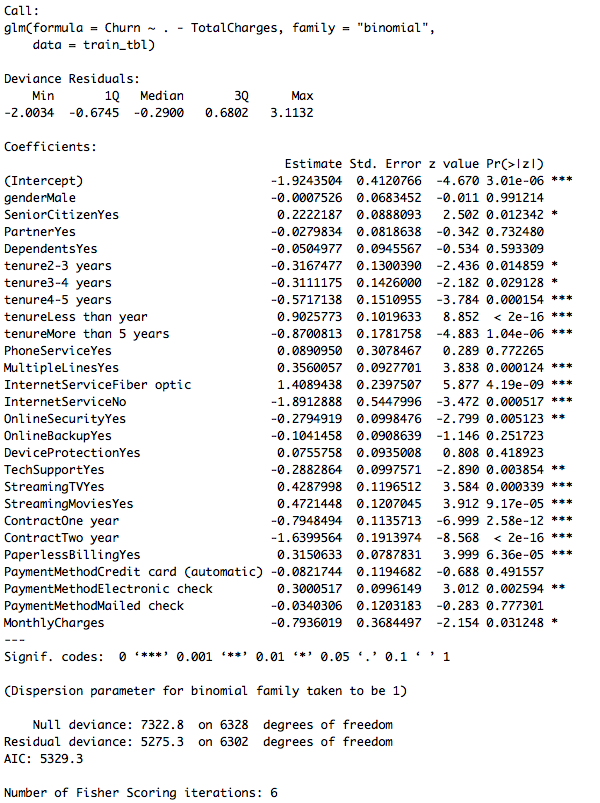 Call:
glm(formula = Churn ~ . - TotalCharges, family = "binomial",
    data = train_tbl)

Deviance Residuals:
    Min      1Q  Median      3Q     Max
-2.0034 -0.6745 -0.2900  0.6802  3.1132

Coefficients:
                                      Estimate Std. Error z value Pr(>|z|)
(Intercept)                         -1.9243504  0.4120766  -4.670 3.01e-06 ***
genderMale                          -0.0007526  0.0683452  -0.011 0.991214
SeniorCitizenYes                     0.2222187  0.0888093   2.502 0.012342 *
PartnerYes                          -0.0279834  0.0818638  -0.342 0.732480
DependentsYes                       -0.0504977  0.0945567  -0.534 0.593309
tenure2-3 years                     -0.3167477  0.1300390  -2.436 0.014859 *
tenure3-4 years                     -0.3111175  0.1426000  -2.182 0.029128 *
tenure4-5 years                     -0.5717138  0.1510955  -3.784 0.000154 ***
tenureLess than year                 0.9025773  0.1019633   8.852  < 2e-16 ***
tenureMore than 5 years             -0.8700813  0.1781758  -4.883 1.04e-06 ***
PhoneServiceYes                      0.0890950  0.3078467   0.289 0.772265
MultipleLinesYes                     0.3560057  0.0927701   3.838 0.000124 ***
InternetServiceFiber optic           1.4089438  0.2397507   5.877 4.19e-09 ***
InternetServiceNo                   -1.8912888  0.5447996  -3.472 0.000517 ***
OnlineSecurityYes                   -0.2794919  0.0998476  -2.799 0.005123 **
OnlineBackupYes                     -0.1041458  0.0908639  -1.146 0.251723
DeviceProtectionYes                  0.0755758  0.0935008   0.808 0.418923
TechSupportYes                      -0.2882864  0.0997571  -2.890 0.003854 **
StreamingTVYes                       0.4287998  0.1196512   3.584 0.000339 ***
StreamingMoviesYes                   0.4721448  0.1207045   3.912 9.17e-05 ***
ContractOne year                    -0.7948494  0.1135713  -6.999 2.58e-12 ***
ContractTwo year                    -1.6399564  0.1913974  -8.568  < 2e-16 ***
PaperlessBillingYes                  0.3150633  0.0787831   3.999 6.36e-05 ***
PaymentMethodCredit card (automatic) -0.0821744  0.1194682  -0.688 0.491557
PaymentMethodElectronic check        0.3000517  0.0996149   3.012 0.002594 **
PaymentMethodMailed check           -0.0340306  0.1203183  -0.283 0.777301
MonthlyCharges                      -0.7936019  0.3684497  -2.154 0.031248 *
---
Signif. codes:  0 ‘***’ 0.001 ‘**’ 0.01 ‘*’ 0.05 ‘.’ 0.1 ‘ ’ 1

(Dispersion parameter for binomial family taken to be 1)

    Null deviance: 7322.8  on 6328  degrees of freedom
Residual deviance: 5275.3  on 6302  degrees of freedom
AIC: 5329.3

Number of Fisher Scoring iterations: 6